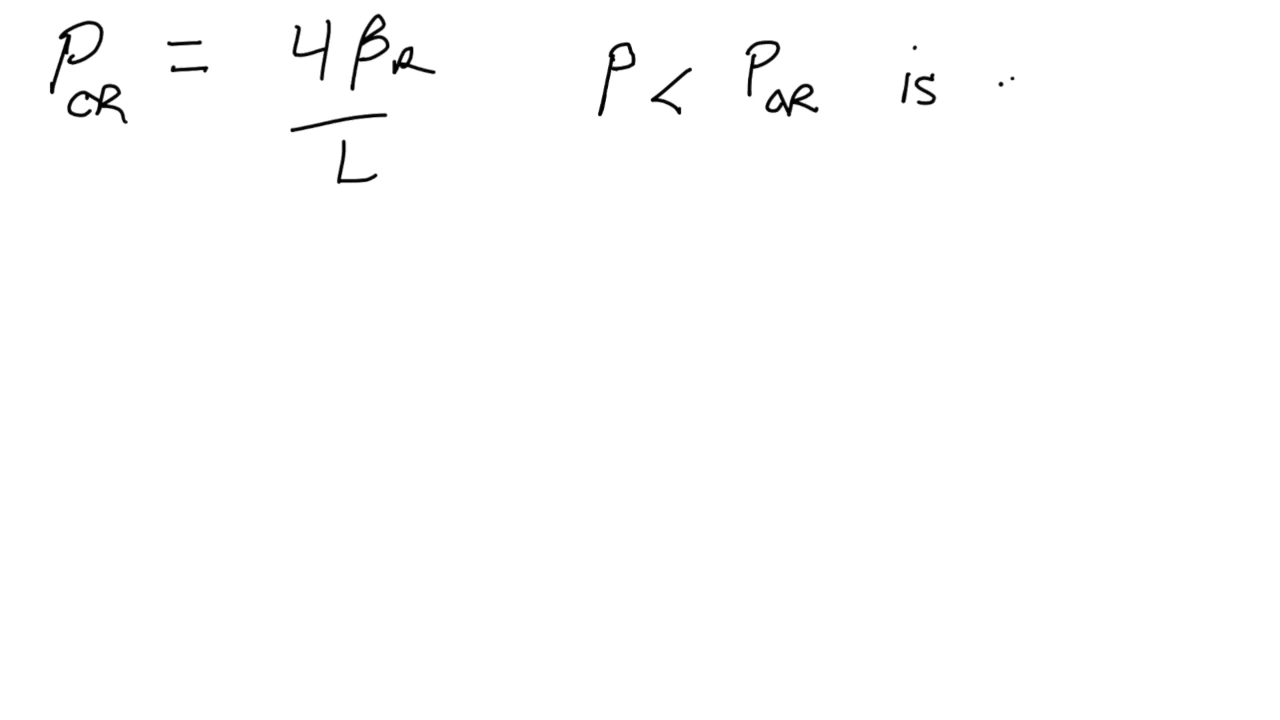 P_CR = 4β_R / L    P < P_CR is ..